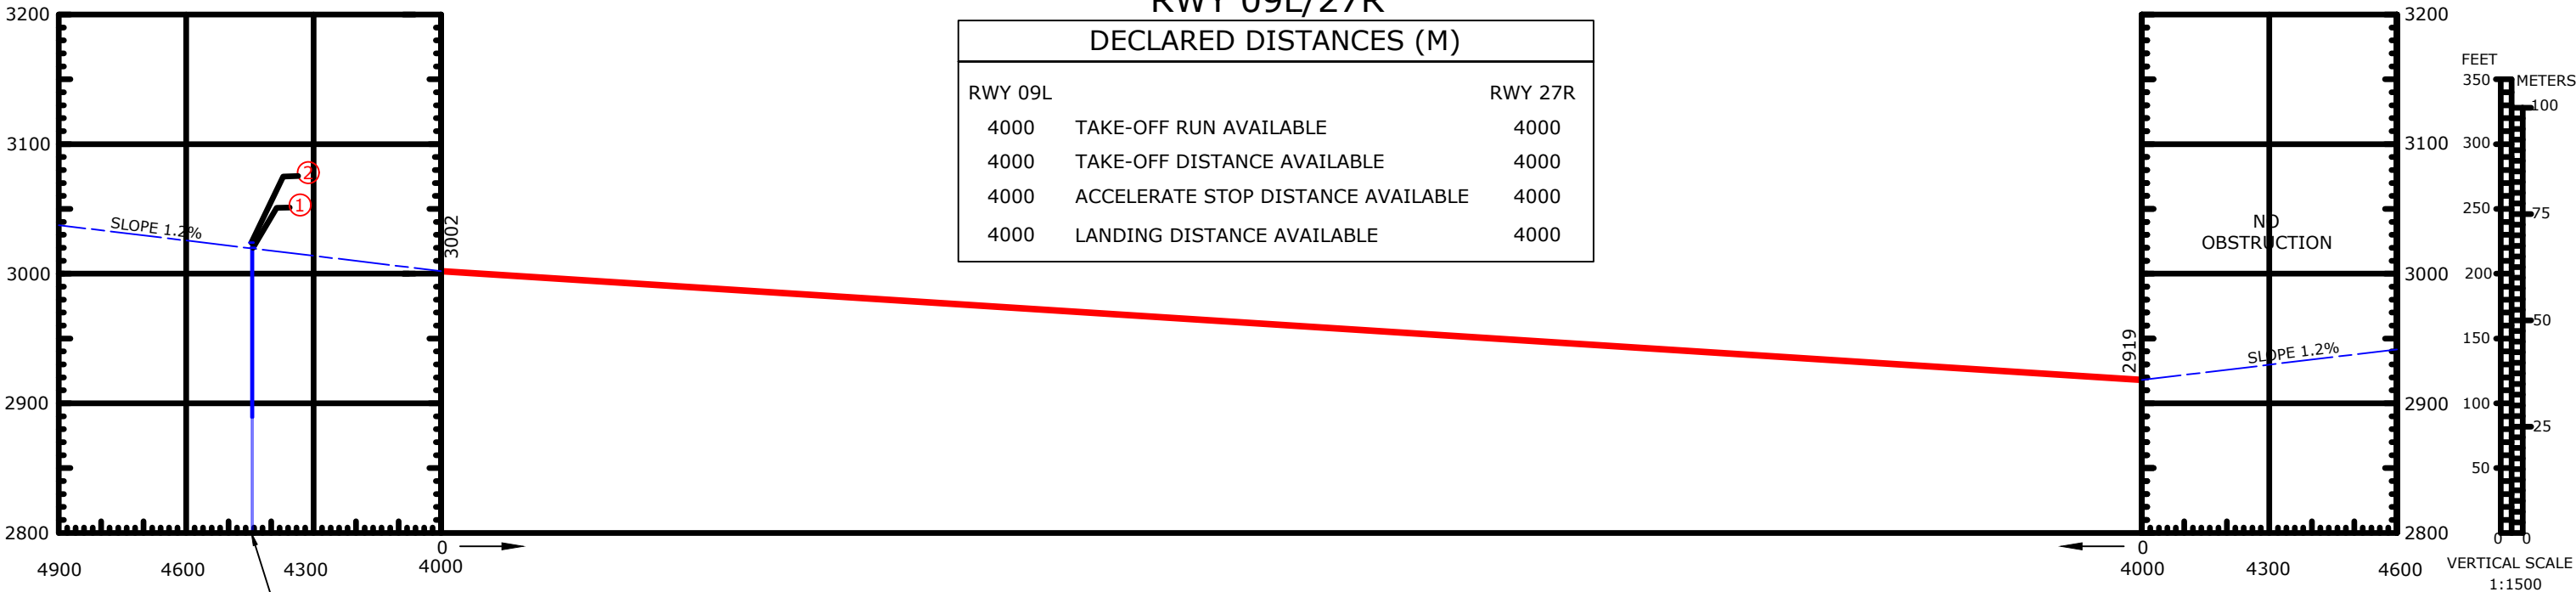 RWY 09L/27R
DECLARED DISTANCES (M)
RWY 09L RWY 27R
4000 TAKE-OFF RUN AVAILABLE 4000
4000 TAKE-OFF DISTANCE AVAILABLE 4000
4000 ACCELERATE STOP DISTANCE AVAILABLE 4000
4000 LANDING DISTANCE AVAILABLE 4000
3200
3100
3000
2900
2800
SLOPE 1.2%
2
1
3002
4900 4600 4300 4000
0
2919
NO
OBSTRUCTION
SLOPE 1.2%
3200
3100
3000
2900
2800
0
4000 4300 4600
FEET
METERS
350
300
250
200
150
100
50
0
100
75
50
25
0
VERTICAL SCALE
1:1500